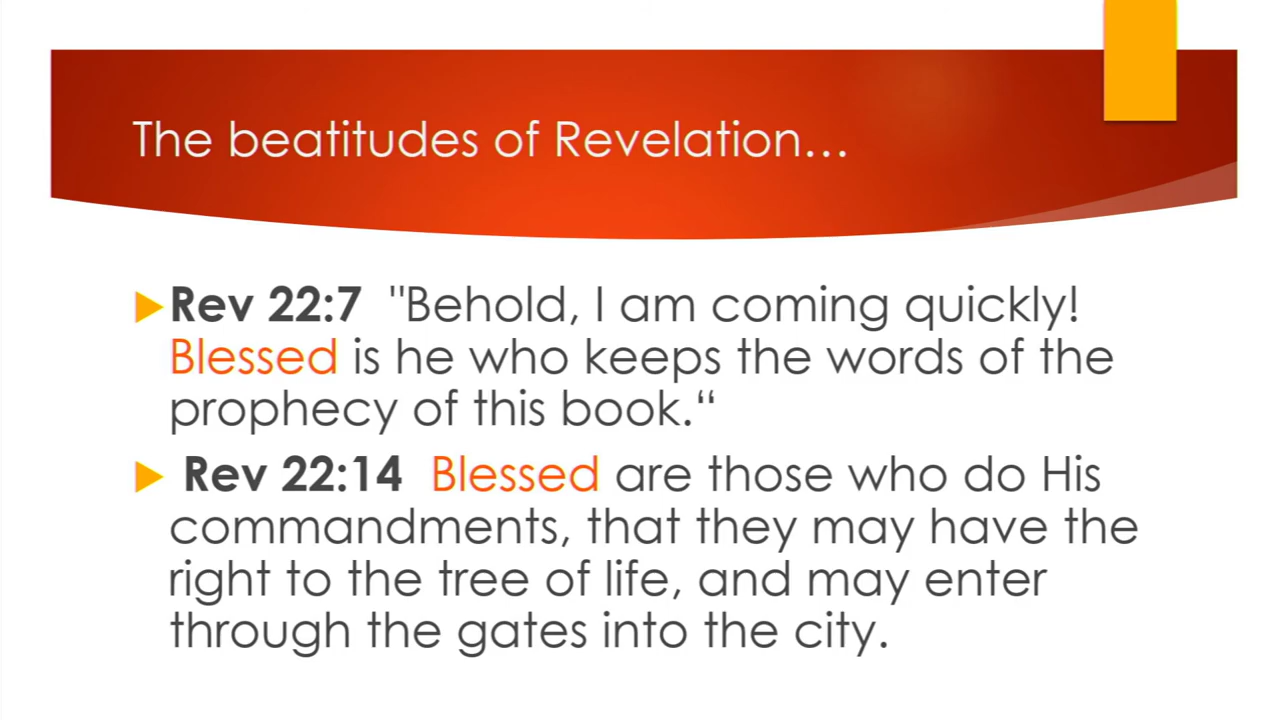 The beatitudes of Revelation…
Rev 22:7 "Behold, I am coming quickly!
Blessed is he who keeps the words of the
prophecy of this book.“
Rev 22:14 Blessed are those who do His
commandments, that they may have the
right to the tree of life, and may enter
through the gates into the city.